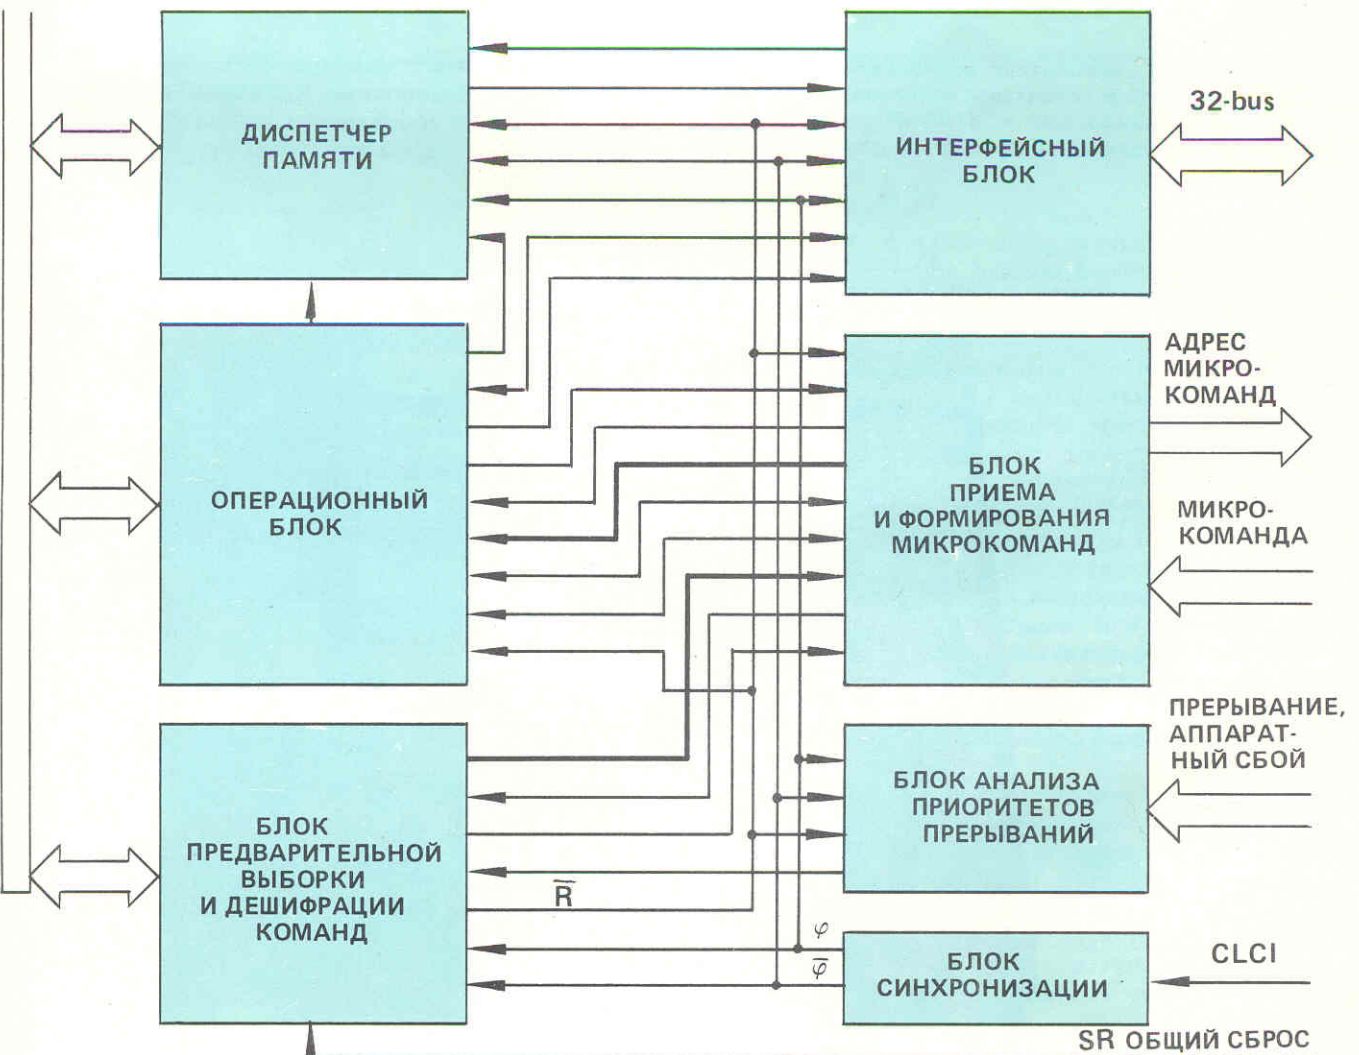 ДИСПЕТЧЕР
ПАМЯТИ
ИНТЕРФЕЙСНЫЙ
БЛОК
32-bus
ОПЕРАЦИОННЫЙ
БЛОК
БЛОК
ПРИЕМА
И ФОРМИРОВАНИЯ
МИКРОКОМАНД
АДРЕС
МИКРО-
КОМАНД
МИКРО-
КОМАНДА
БЛОК
ПРЕДВАРИТЕЛЬНОЙ
ВЫБОРКИ
И ДЕШИФРАЦИИ
КОМАНД
R̅
БЛОК АНАЛИЗА
ПРИОРИТЕТОВ
ПРЕРЫВАНИЙ
ПРЕРЫВАНИЕ,
АППАРАТ-
НЫЙ СБОЙ
φ
φ̅
БЛОК
СИНХРОНИЗАЦИИ
CLCI
SR ОБЩИЙ СБРОС